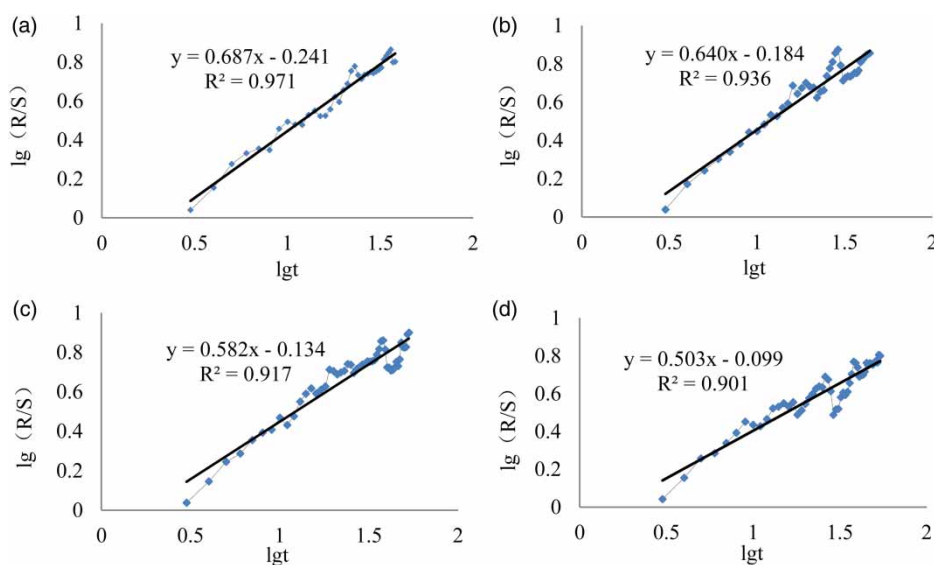 (a)
1
0.8
0.6
0.4
0.2
0
lg（R/S）
y = 0.687x - 0.241
R² = 0.971
0
0.5
1
1.5
2
lgt
(b)
1
0.8
0.6
0.4
0.2
0
lg（R/S）
y = 0.640x - 0.184
R² = 0.936
0
0.5
1
1.5
2
lgt
(c)
1
0.8
0.6
0.4
0.2
0
lg（R/S）
y = 0.582x - 0.134
R² = 0.917
0
0.5
1
1.5
2
lgt
(d)
1
0.8
0.6
0.4
0.2
0
lg（R/S）
y = 0.503x - 0.099
R² = 0.901
0
0.5
1
1.5
2
lgt